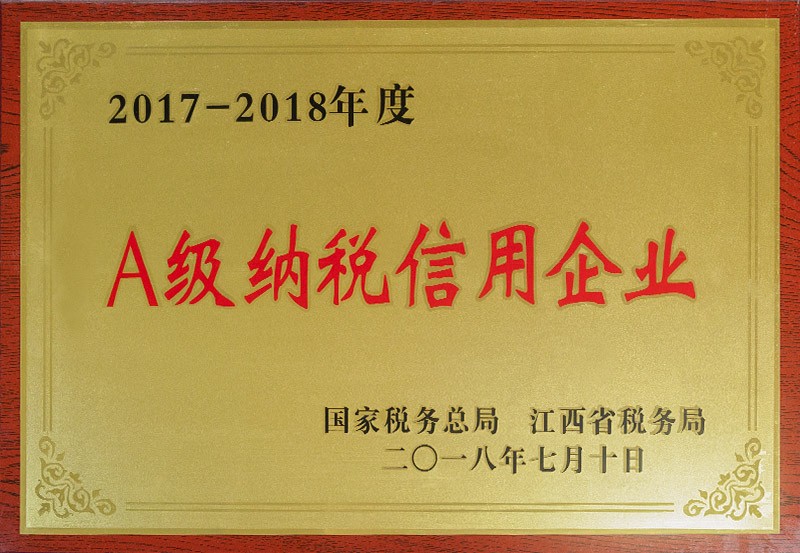 2017-2018年度
A级纳税信用企业
国家税务总局 江西省税务局
二〇一八年七月十日